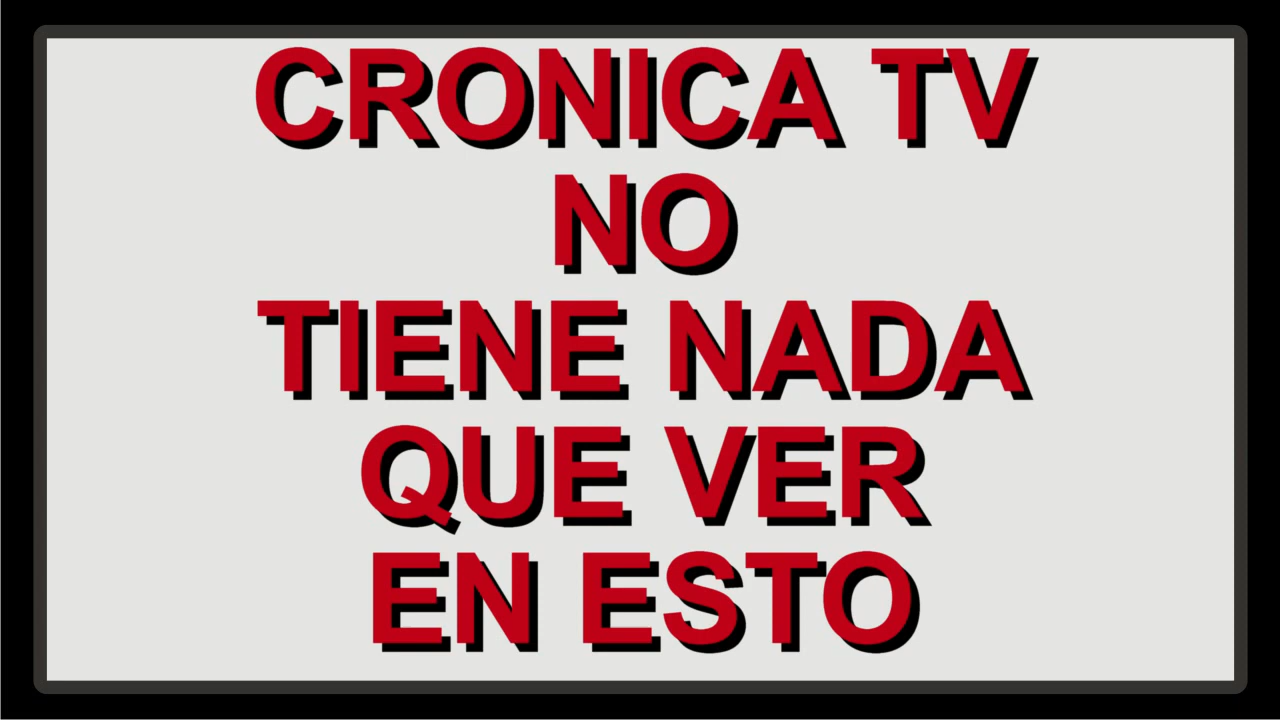 CRONICA TV
NO
TIENE NADA
QUE VER
EN ESTO